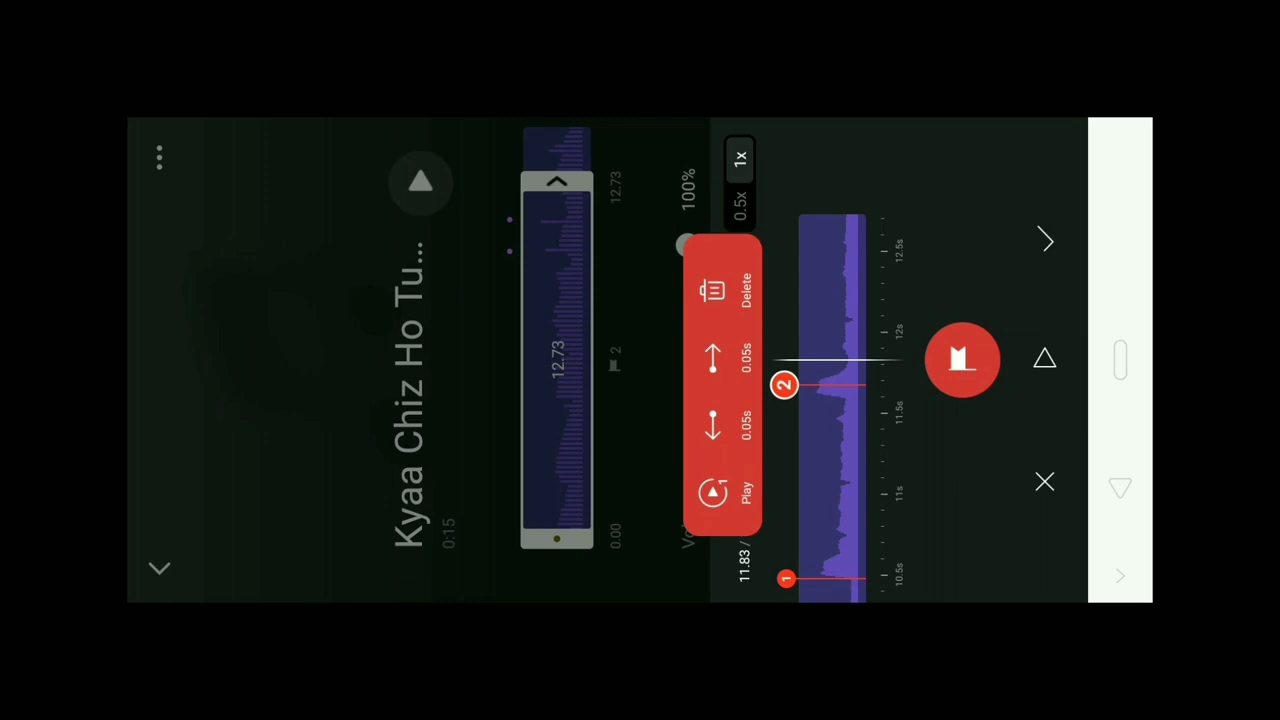 Kyaa Chiz Ho Tu...
0:15
12.73
0.00 2 12.73
100%
1
Play 0.05s 0.05s Delete
11.83 / 0.5x 1x
1 2
10.5s 11s 11.5s 12s 12.5s